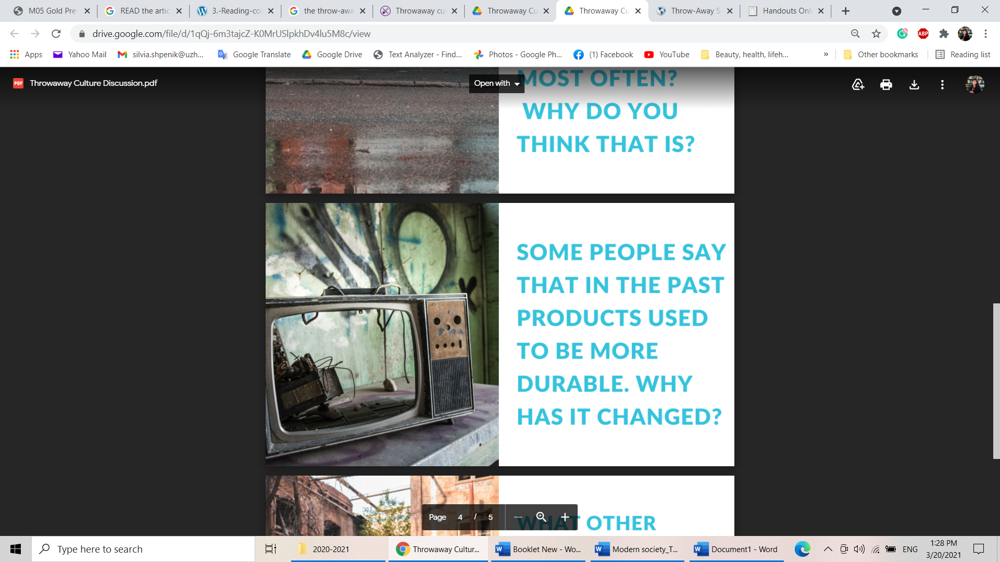 M05 Gold Pre-
READ the artic
3.-Reading-co
the throw-awa
Throwaway cul
Throwaway Cu
Throwaway Cu
Throw-Away S
Handouts Onl
drive.google.com/file/d/1qQj-6m3tajcZ-K0MrUSlpkhDv4lu5M8c/view
ABP
Apps
Yahoo Mail
silvia.shpenik@uzh...
Google Translate
Google Drive
Text Analyzer - Find...
Photos - Google Ph...
(1) Facebook
YouTube
Beauty, health, lifeh...
»
Other bookmarks
Reading list
PDF
Throwaway Culture Discussion.pdf
Open with
MOST OFTEN?
WHY DO YOU
THINK THAT IS?
SOME PEOPLE SAY
THAT IN THE PAST
PRODUCTS USED
TO BE MORE
DURABLE. WHY
HAS IT CHANGED?
WHAT OTHER
Page 4 / 5
Type here to search
2020-2021
Throwaway Cultur...
Booklet New - Wo...
Modern society_T...
Document1 - Word
ENG
1:28 PM
3/20/2021